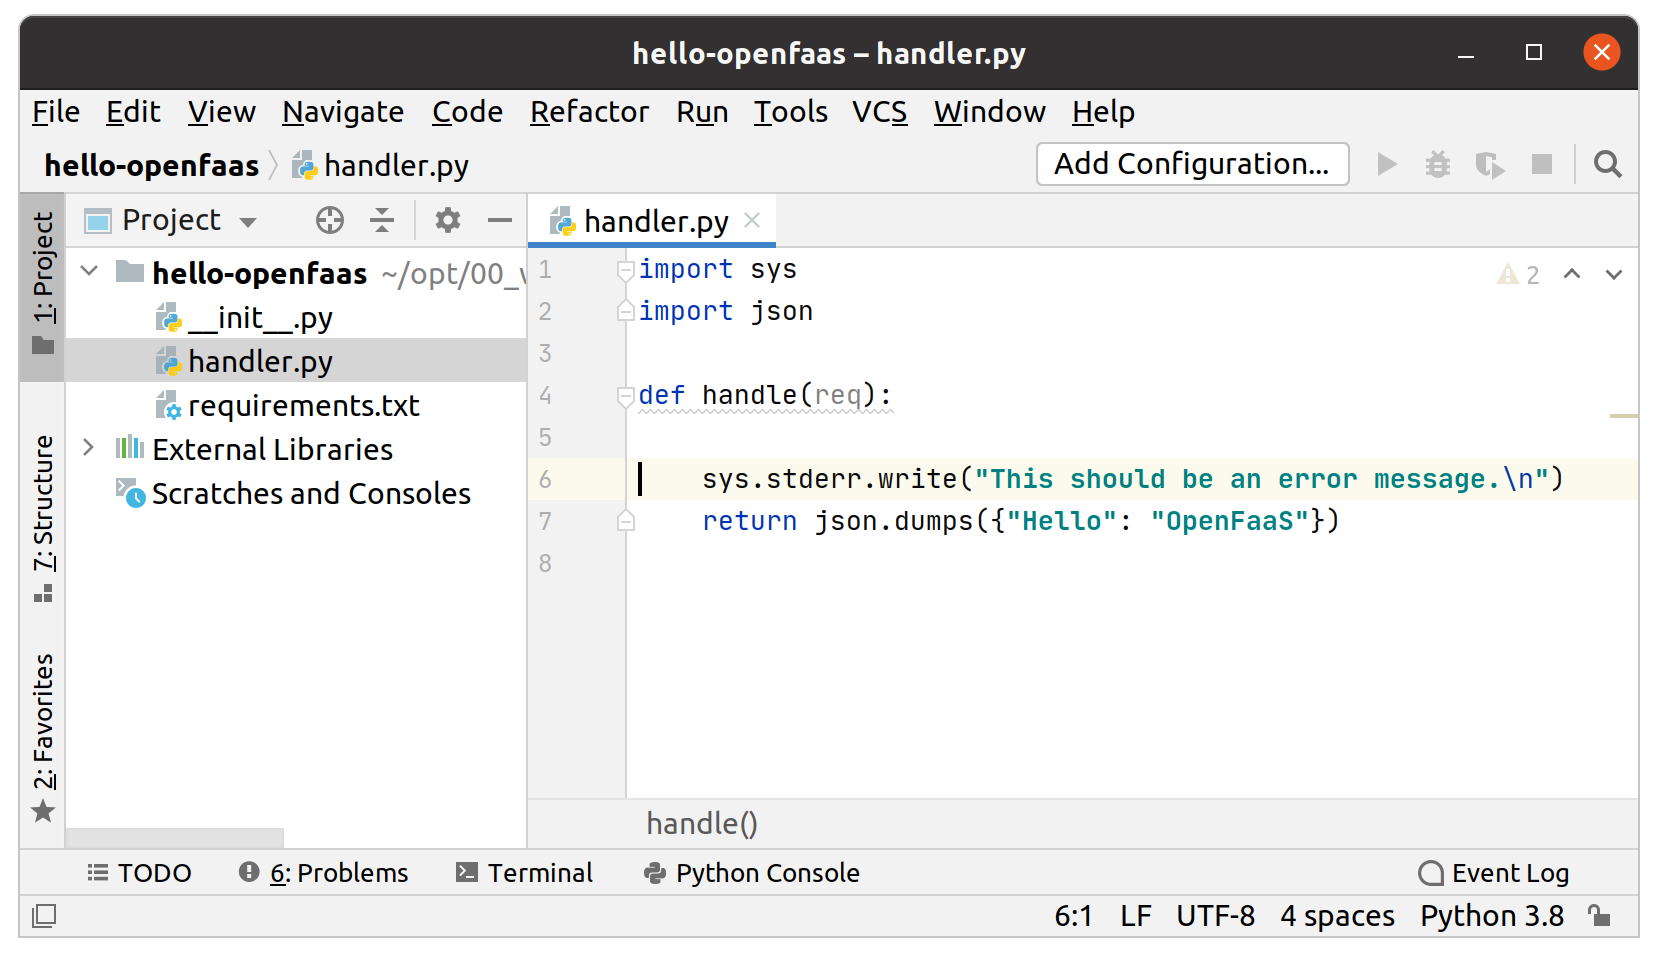 hello-openfaas – handler.py
File Edit View Navigate Code Refactor Run Tools VCS Window Help
hello-openfaas handler.py Add Configuration...
1: Project
7: Structure
2: Favorites
Project
hello-openfaas ~/opt/00_
__init__.py
handler.py
requirements.txt
External Libraries
Scratches and Consoles
handler.py
2
1 import sys
2 import json
3
4 def handle(req):
5
6 sys.stderr.write("This should be an error message.\n")
7 return json.dumps({"Hello": "OpenFaaS"})
8
handle()
TODO 6: Problems Terminal Python Console Event Log
6:1 LF UTF-8 4 spaces Python 3.8